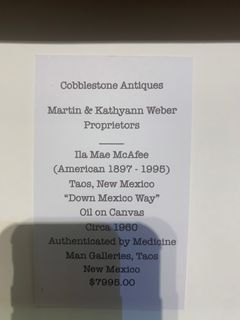 Cobblestone Antiques
Martin & Kathyann Weber
Proprietors
Ila Mae McAfee
(American 1897 - 1995)
Taos, New Mexico
“Down Mexico Way”
Oil on Canvas
Circa 1960
Authenticated by Medicine
Man Galleries, Taos
New Mexico
$7995.00